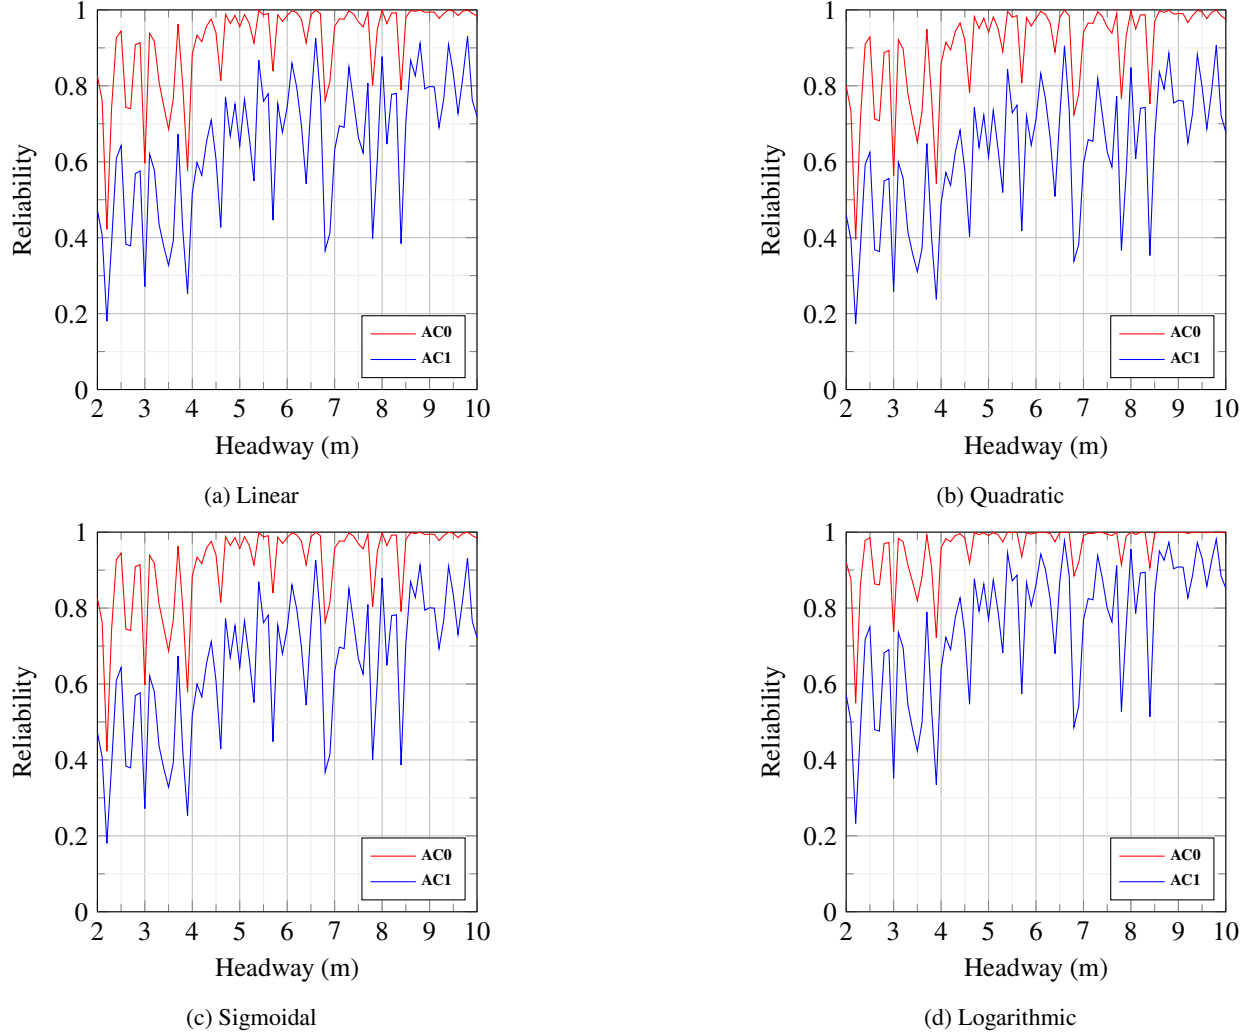 1
0.8
0.6
0.4
0.2
0
Reliability
AC0
AC1
2 3 4 5 6 7 8 9 10
Headway (m)
(a) Linear
1
0.8
0.6
0.4
0.2
0
Reliability
AC0
AC1
2 3 4 5 6 7 8 9 10
Headway (m)
(b) Quadratic
1
0.8
0.6
0.4
0.2
0
Reliability
AC0
AC1
2 3 4 5 6 7 8 9 10
Headway (m)
(c) Sigmoidal
1
0.8
0.6
0.4
0.2
0
Reliability
AC0
AC1
2 3 4 5 6 7 8 9 10
Headway (m)
(d) Logarithmic